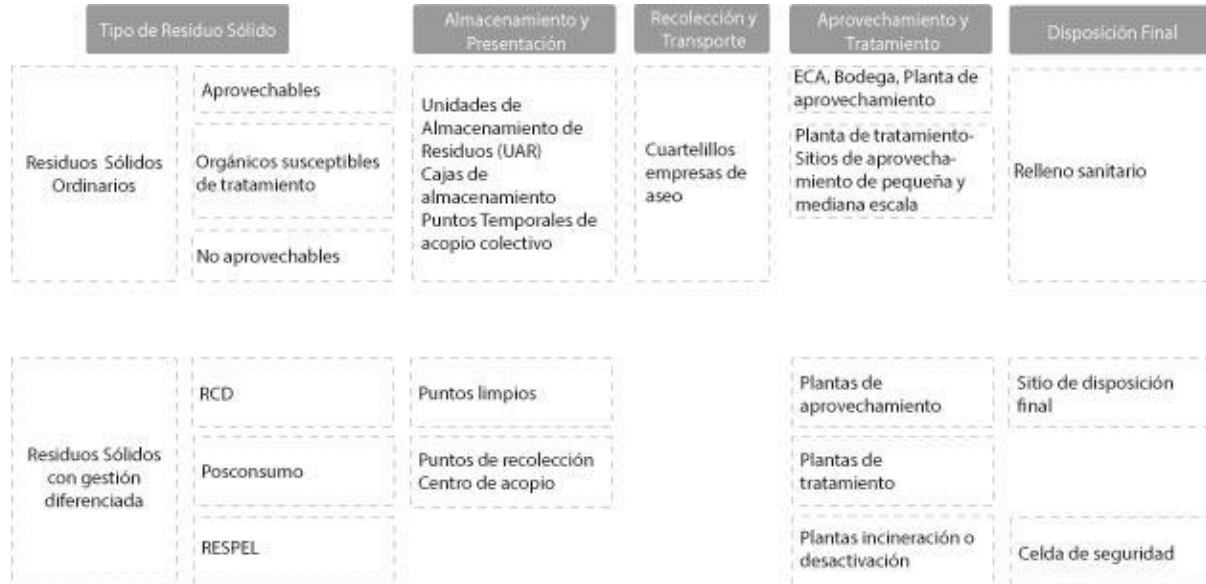 Tipo de Residuo Sólido
Almacenamiento y
Presentación
Recolección y
Transporte
Aprovechamiento y
Tratamiento
Disposición Final
Residuos Sólidos
Ordinarios
Aprovechables
Orgánicos susceptibles
de tratamiento
No aprovechables
Unidades de
Almacenamiento de
Residuos (UAR)
Cajas de
almacenamiento
Puntos Temporales de
acopio colectivo
Cuartelillos
empresas de
aseo
ECA, Bodega, Planta de
aprovechamiento
Planta de tratamiento-
Sitios de aprovecha-
miento de pequeña y
mediana escala
Relleno sanitario
Residuos Sólidos
con gestión
diferenciada
RCD
Puntos limpios
Plantas de
aprovechamiento
Sitio de disposición
final
Posconsumo
Puntos de recolección
Centro de acopio
Plantas de
tratamiento
RESPEL
Plantas incineración o
desactivación
Celda de seguridad